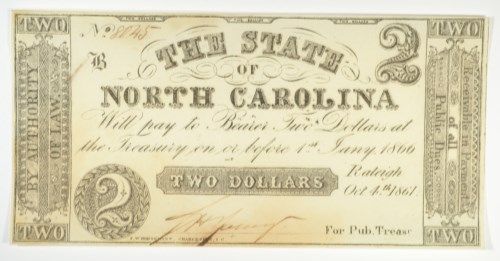 TWO
TWO
No. 8045
B
THE STATE
2
OF
NORTH CAROLINA
Will pay to Bearer Two Dollars at
the Treasury on or before 1st Jany. 1866
Raleigh
TWO DOLLARS
Oct 4th 1861.
2
For Pub. Treasr
BY AUTHORITY
OF LAW.
Receivable in payment
of all
Public Dues.
TWO
TWO